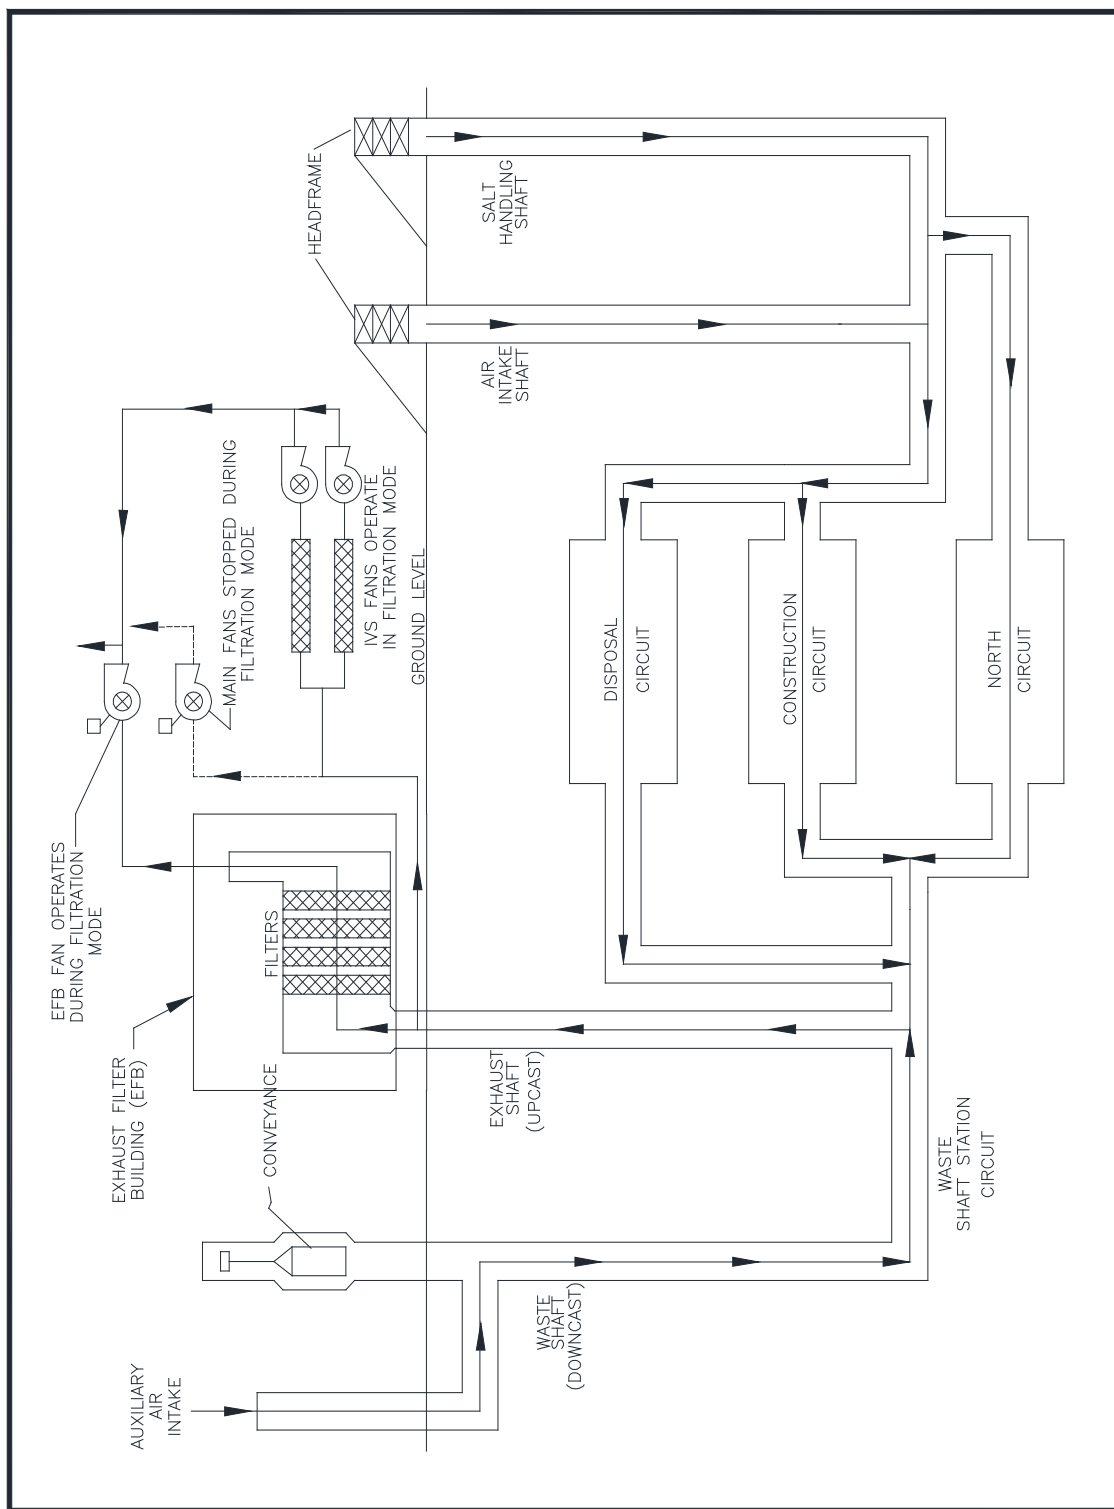 EFB FAN OPERATES
DURING FILTRATION
MODE
EXHAUST FILTER
BUILDING (EFB)
AUXILIARY
AIR
INTAKE
CONVEYANCE
FILTERS
MAIN FANS STOPPED DURING
FILTRATION MODE
IVS FANS OPERATE
IN FILTRATION MODE
HEADFRAME
GROUND LEVEL
WASTE
SHAFT
(DOWNCAST)
EXHAUST
SHAFT
(UPCAST)
AIR
INTAKE
SHAFT
SALT
HANDLING
SHAFT
DISPOSAL
CIRCUIT
CONSTRUCTION
CIRCUIT
NORTH
CIRCUIT
WASTE
SHAFT STATION
CIRCUIT